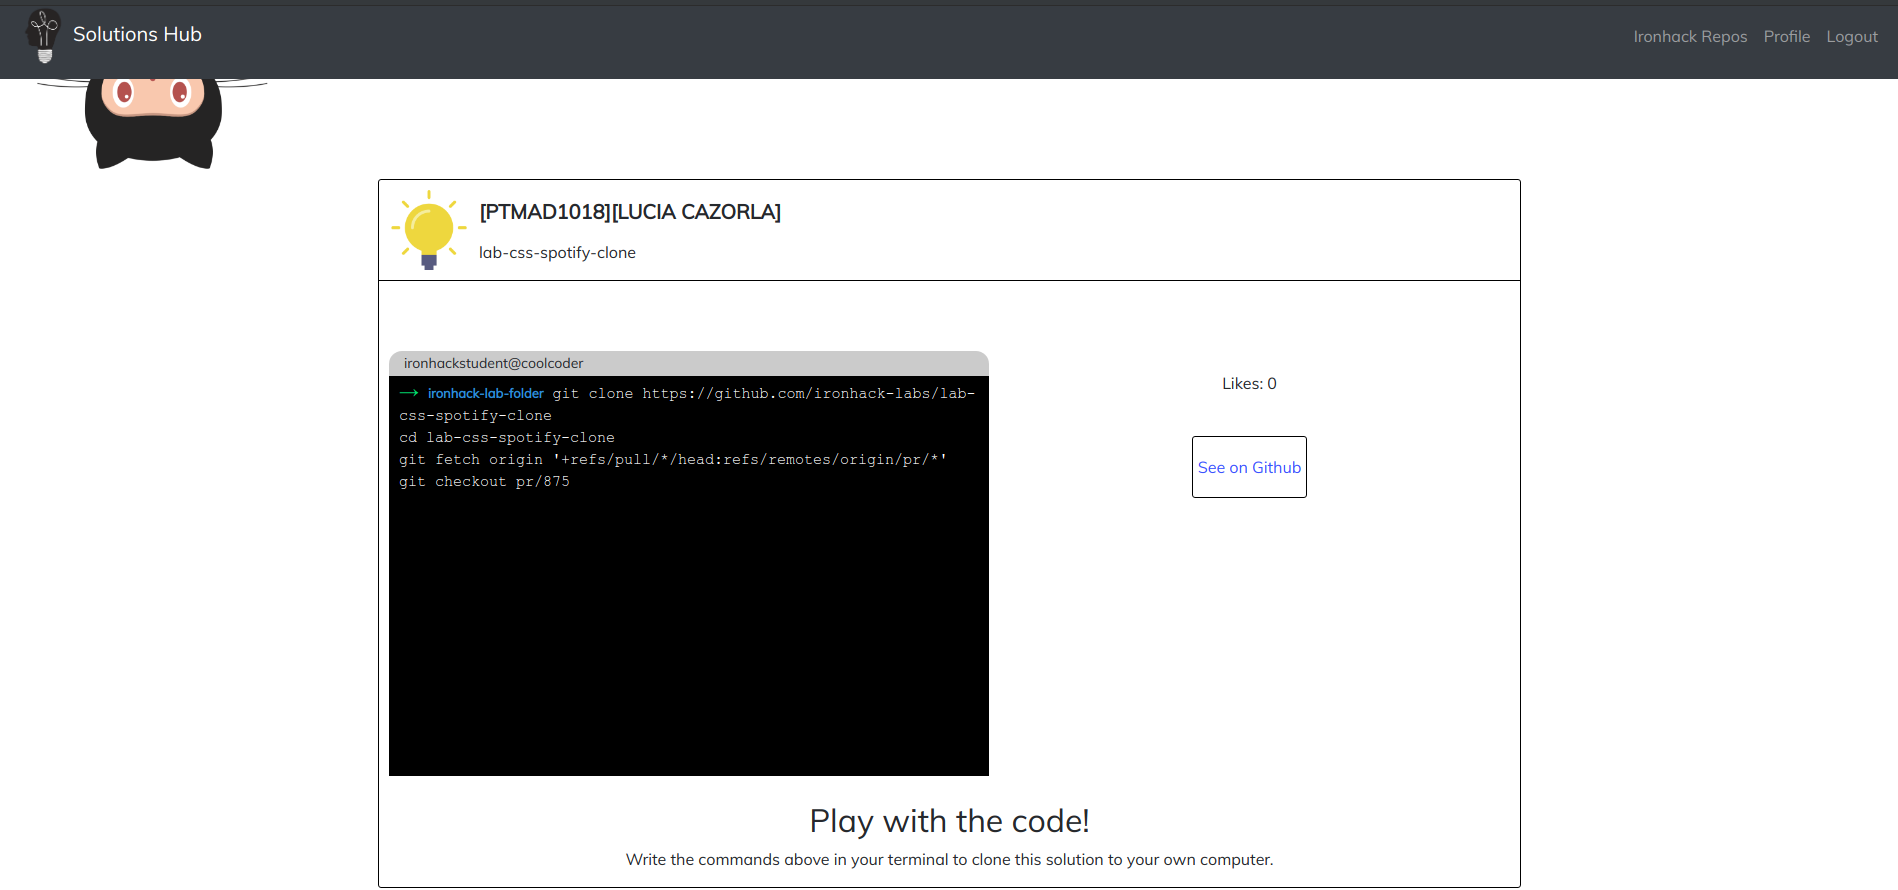 Solutions Hub
Ironhack Repos Profile Logout
[PTMAD1018][LUCIA CAZORLA]
lab-css-spotify-clone
ironhackstudent@coolcoder
→ ironhack-lab-folder git clone https://github.com/ironhack-labs/lab-
css-spotify-clone
cd lab-css-spotify-clone
git fetch origin '+refs/pull/*/head:refs/remotes/origin/pr/*'
git checkout pr/875
Likes: 0
See on Github
Play with the code!
Write the commands above in your terminal to clone this solution to your own computer.